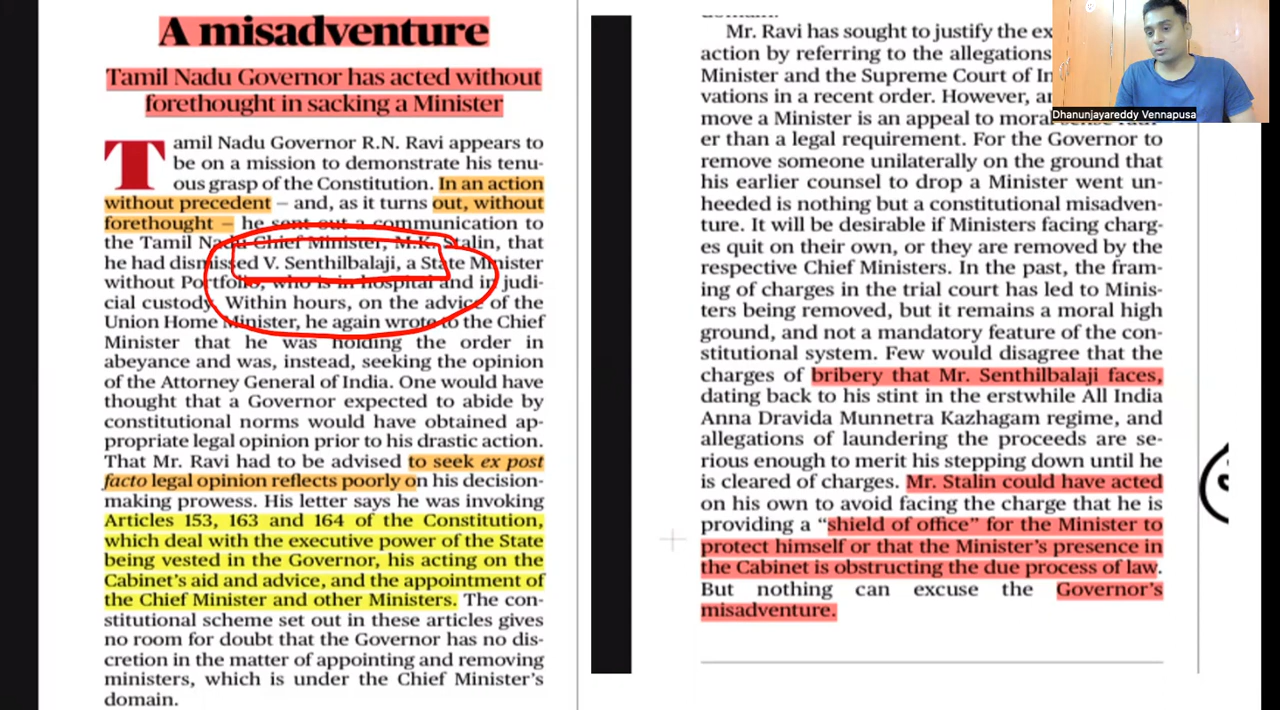 A misadventure
Tamil Nadu Governor has acted without
forethought in sacking a Minister
Tamil Nadu Governor R.N. Ravi appears to
be on a mission to demonstrate his tenu-
ous grasp of the Constitution. In an action
without precedent – and, as it turns out, without
forethought – he sent out a communication to
the Tamil Nadu Chief Minister, M.K. Stalin, that
he had dismissed V. Senthilbalaji, a State Minister
without Portfolio, who is in hospital and in judi-
cial custody. Within hours, on the advice of the
Union Home Minister, he again wrote to the Chief
Minister that he was holding the order in
abeyance and was, instead, seeking the opinion
of the Attorney General of India. One would have
thought that a Governor expected to abide by
constitutional norms would have obtained ap-
propriate legal opinion prior to his drastic action.
That Mr. Ravi had to be advised to seek ex post
facto legal opinion reflects poorly on his decision-
making prowess. His letter says he was invoking
Articles 153, 163 and 164 of the Constitution,
which deal with the executive power of the State
being vested in the Governor, his acting on the
Cabinet's aid and advice, and the appointment of
the Chief Minister and other Ministers. The con-
stitutional scheme set out in these articles gives
no room for doubt that the Governor has no dis-
cretion in the matter of appointing and removing
ministers, which is under the Chief Minister's
domain.
Mr. Ravi has sought to justify the ex
action by referring to the allegations
Minister and the Supreme Court of In
vations in a recent order. However, an
move a Minister is an appeal to moral sense rath-
er than a legal requirement. For the Governor to
remove someone unilaterally on the ground that
his earlier counsel to drop a Minister went un-
heeded is nothing but a constitutional misadven-
ture. It will be desirable if Ministers facing charg-
es quit on their own, or they are removed by the
respective Chief Ministers. In the past, the fram-
ing of charges in the trial court has led to Minis-
ters being removed, but it remains a moral high
ground, and not a mandatory feature of the con-
stitutional system. Few would disagree that the
charges of bribery that Mr. Senthilbalaji faces,
dating back to his stint in the erstwhile All India
Anna Dravida Munnetra Kazhagam regime, and
allegations of laundering the proceeds are se-
rious enough to merit his stepping down until he
is cleared of charges. Mr. Stalin could have acted
on his own to avoid facing the charge that he is
providing a “shield of office” for the Minister to
protect himself or that the Minister's presence in
the Cabinet is obstructing the due process of law.
But nothing can excuse the Governor's
misadventure.
Dhanunjayareddy Vennapusa